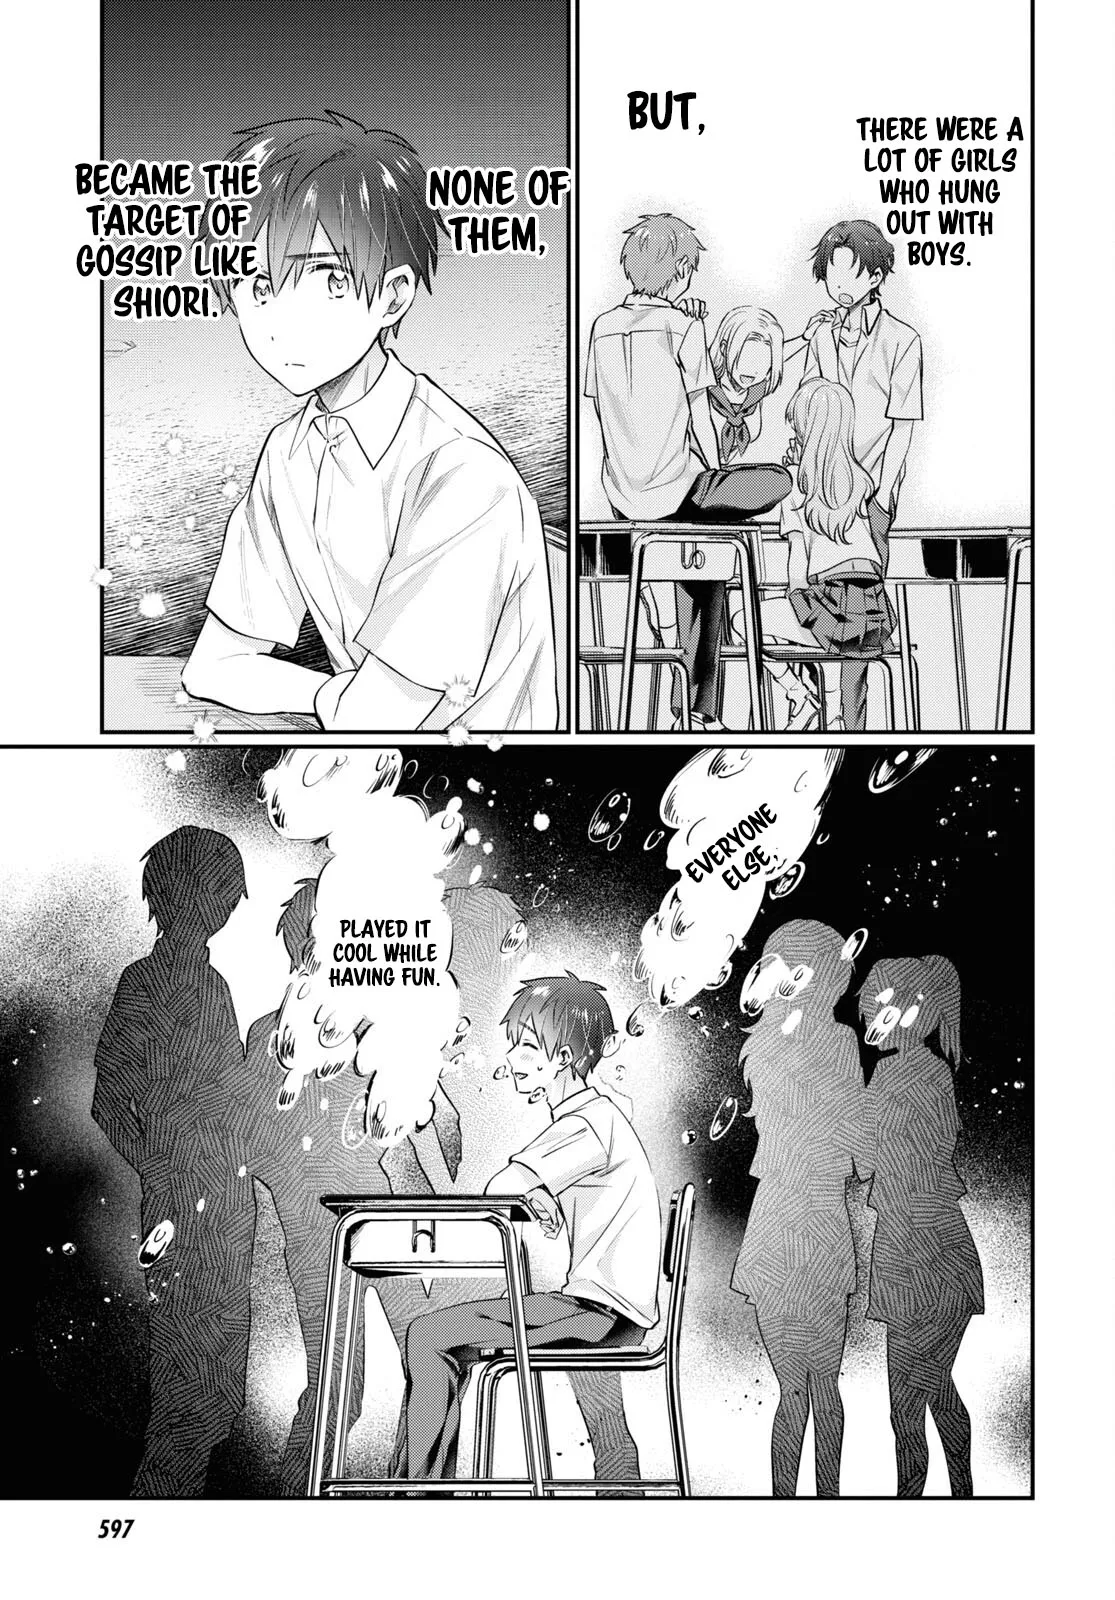 THERE WERE A
LOT OF GIRLS
WHO HUNG
OUT WITH
BOYS.
BUT,
NONE OF
THEM,
BECAME THE
TARGET OF
GOSSIP LIKE
SHIORI.
EVERYONE
ELSE,
PLAYED IT
COOL WHILE
HAVING FUN.
597